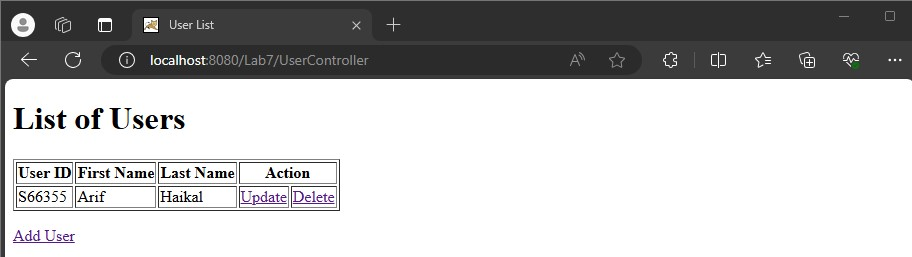 User List
localhost:8080/Lab7/UserController
List of Users
User ID First Name Last Name Action
S66355 Arif Haikal Update Delete
Add User